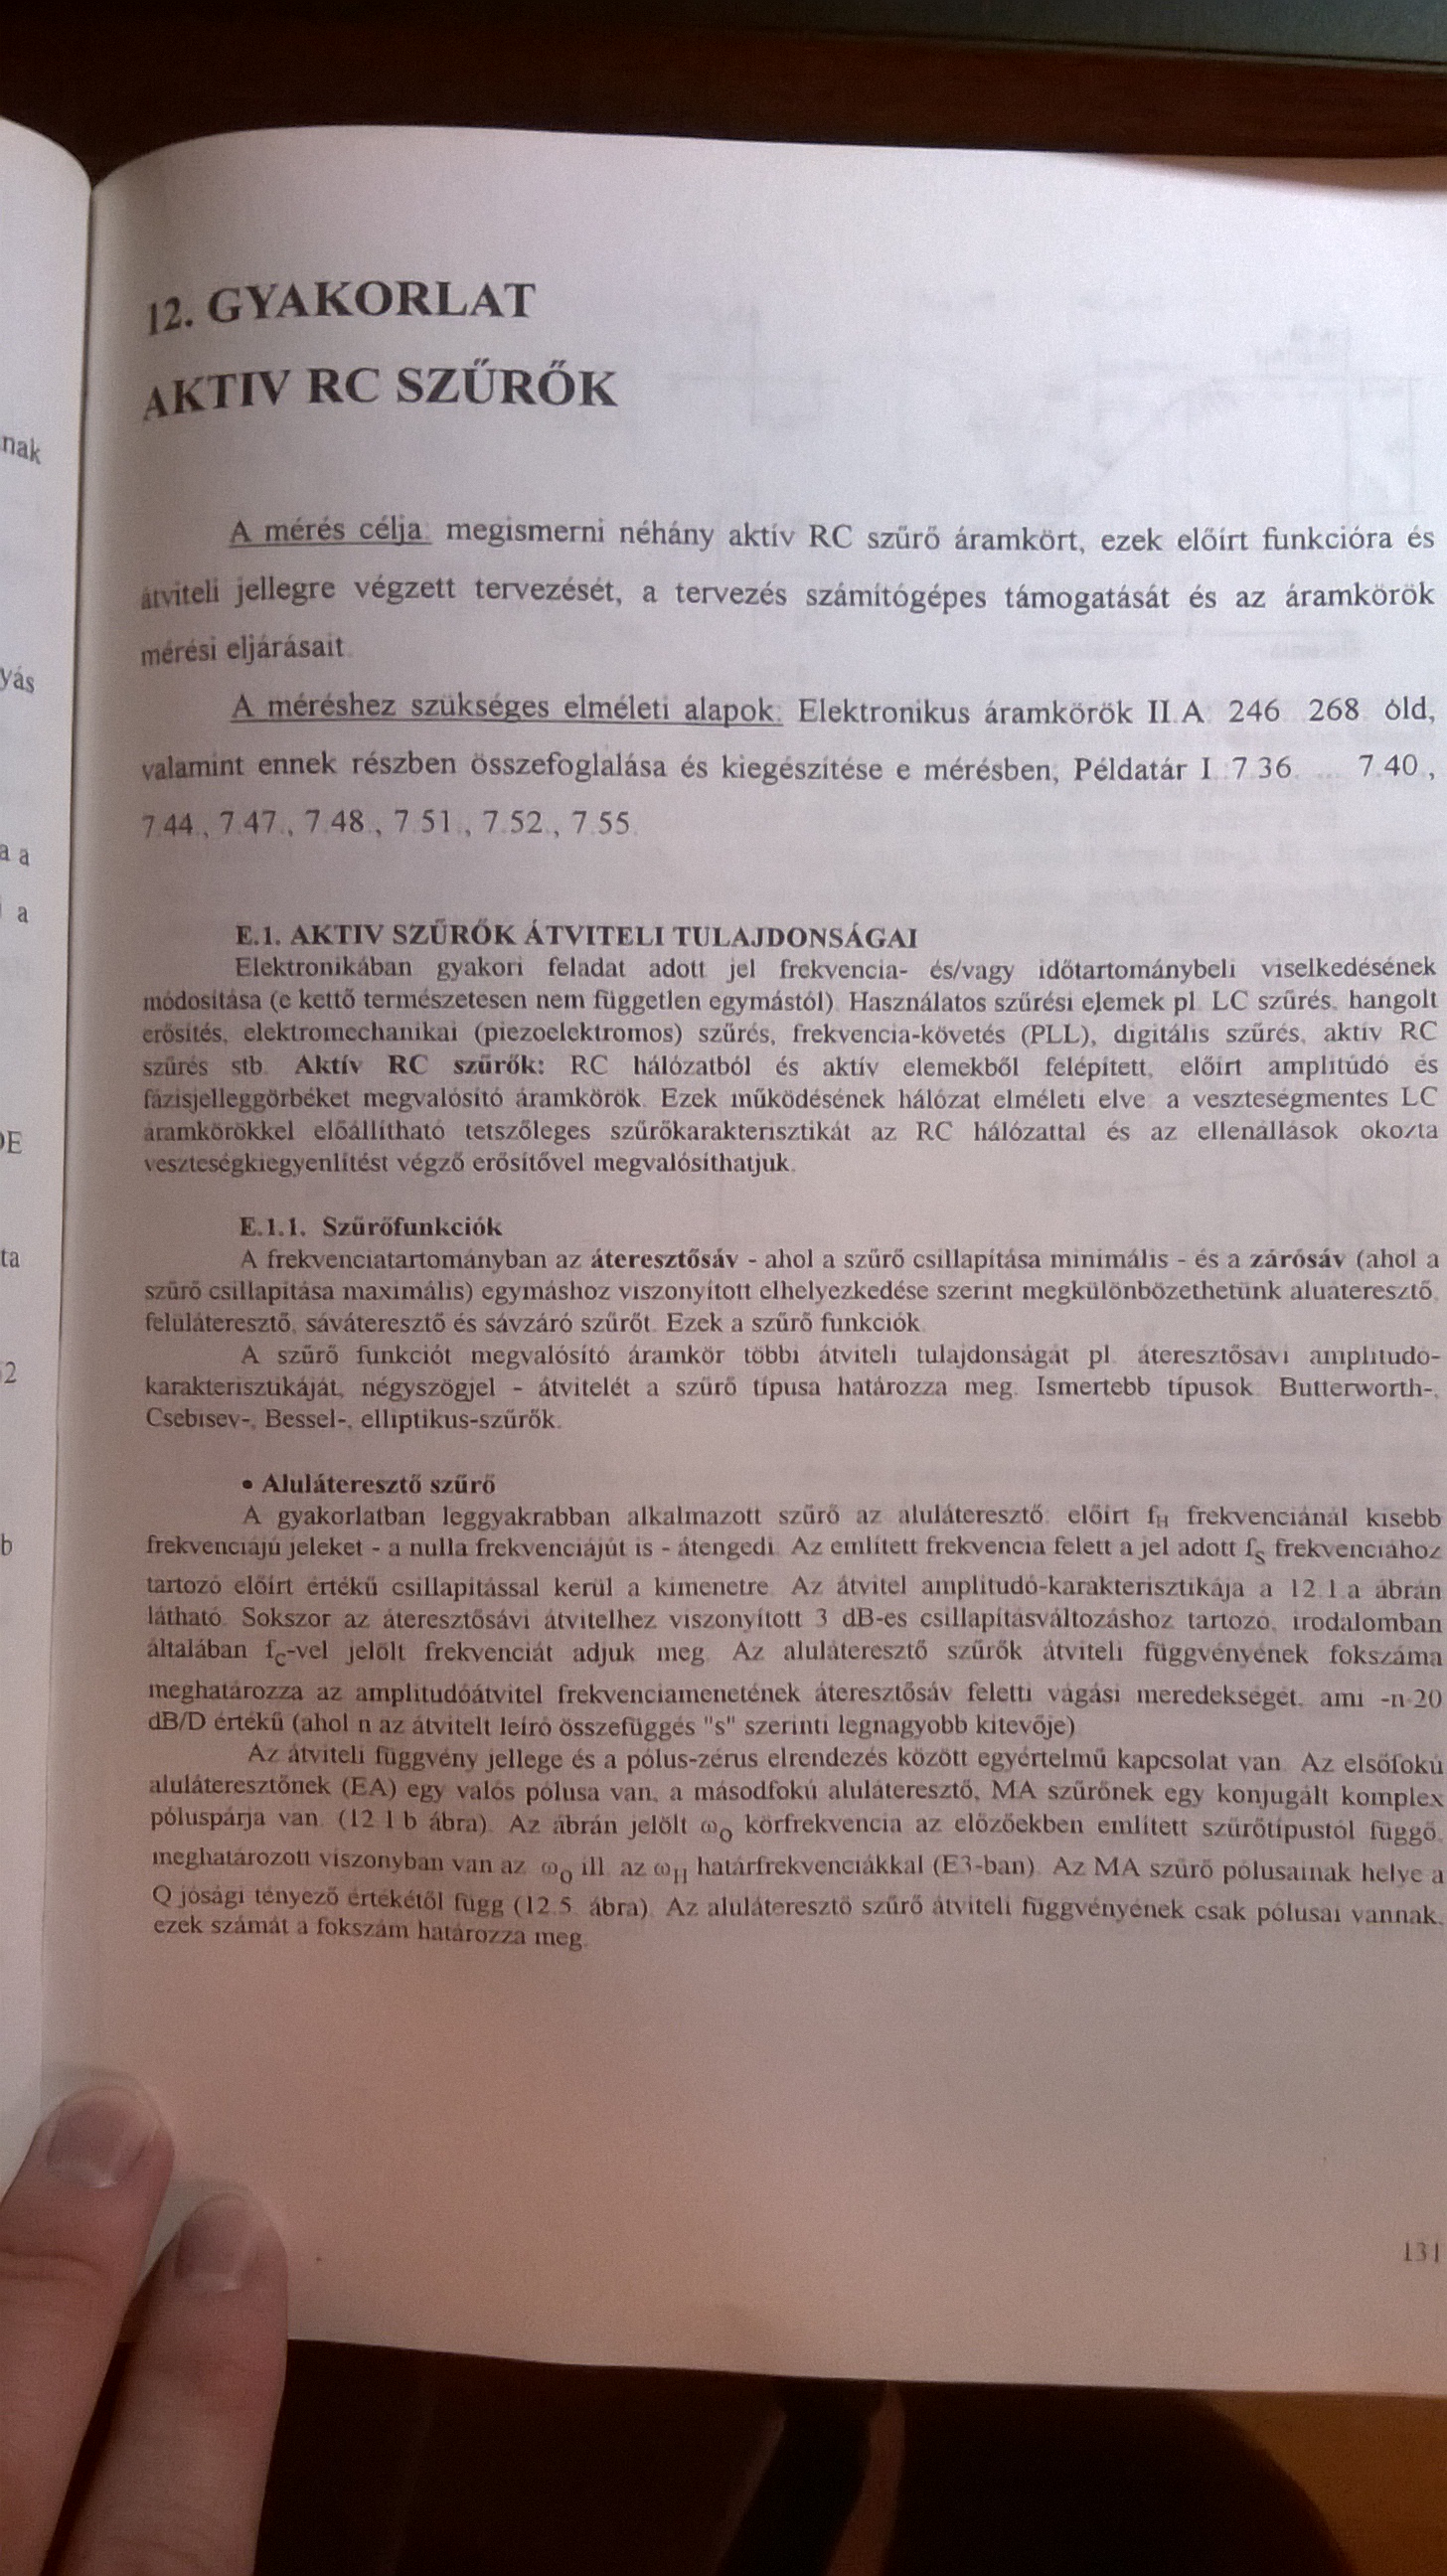 12. GYAKORLAT
AKTIV RC SZŰRŐK
nak
A mérés célja: megismerni néhány aktív RC szűrő áramkört, ezek előírt funkcióra és
átviteli jellegre végzett tervezését, a tervezés számítógépes támogatását és az áramkörök
mérési eljárásait.
yás
A méréshez szükséges elméleti alapok: Elektronikus áramkörök II.A. 246 268 old,
valamint ennek részben összefoglalása és kiegészítése e mérésben, Példatár I. 7.36. ... 7.40.,
7.44., 7.47., 7.48., 7.51., 7.52., 7.55.
a a
a
E.1. AKTIV SZŰRŐK ÁTVITELI TULAJDONSÁGAI
Elektronikában gyakori feladat adott jel frekvencia- és/vagy időtartománybeli viselkedésének
módosítása (e kettő természetesen nem független egymástól). Használatos szűrési elemek pl. LC szűrés, hangolt
erősítés, elektromechanikai (piezoelektromos) szűrés, frekvencia-követés (PLL), digitális szűrés, aktív RC
szűrés stb. Aktív RC szűrők: RC hálózatból és aktív elemekből felépített, előírt amplitúdó és
fázisjelleggörbéket megvalósító áramkörök. Ezek működésének hálózat elméleti elve: a veszteségmentes LC
áramkörökkel előállítható tetszőleges szűrőkarakterisztikát az RC hálózattal és az ellenállások okozta
veszteségkiegyenlítést végző erősítővel megvalósíthatjuk.
E
E.1.1. Szűrőfunkciók
A frekvenciatartományban az áteresztősáv - ahol a szűrő csillapítása minimális - és a zárósáv (ahol a
szűrő csillapítása maximális) egymáshoz viszonyított elhelyezkedése szerint megkülönbözethetünk aluáteresztő,
felüláteresztő, sáváteresztő és sávzáró szűrőt. Ezek a szűrő funkciók.
ta
A szűrő funkciót megvalósító áramkör többi átviteli tulajdonságát pl. áteresztősávi amplitudó-
karakterisztikáját, négyszögjel - átvitelét a szűrő típusa határozza meg. Ismertebb típusok: Butterworth-,
Csebisev-, Bessel-, elliptikus-szűrők.
2
• Aluláteresztő szűrő
A gyakorlatban leggyakrabban alkalmazott szűrő az aluláteresztő: előírt fH frekvenciánál kisebb
frekvenciájú jeleket - a nulla frekvenciájút is - átengedi. Az említett frekvencia felett a jel adott fS frekvenciához
tartozó előírt értékű csillapítással kerül a kimenetre. Az átvitel amplitudó-karakterisztikája a 12.1.a ábrán
látható. Sokszor az áteresztősávi átvitelhez viszonyított 3 dB-es csillapításváltozáshoz tartozó, irodalomban
általában fC-vel jelölt frekvenciát adjuk meg. Az aluláteresztő szűrők átviteli függvényének fokszáma
meghatározza az amplitudóátvitel frekvenciamenetének áteresztősáv feletti vágási meredekségét, ami -n·20
dB/D értékű (ahol n az átvitelt leíró összefüggés "s" szerinti legnagyobb kitevője).
b
Az átviteli függvény jellege és a pólus-zérus elrendezés között egyértelmű kapcsolat van. Az elsőfokú
aluláteresztőnek (EA) egy valós pólusa van, a másodfokú aluláteresztő, MA szűrőnek egy konjugált komplex
póluspárja van. (12.1.b ábra). Az ábrán jelölt ωO körfrekvencia az előzőekben említett szűrőtípustól függő,
meghatározott viszonyban van az ωO ill. az ωH határfrekvenciákkal (E3-ban). Az MA szűrő pólusainak helye a
Q jósági tényező értékétől függ (12.5. ábra). Az aluláteresztő szűrő átviteli függvényének csak pólusai vannak,
ezek számát a fokszám határozza meg.
131